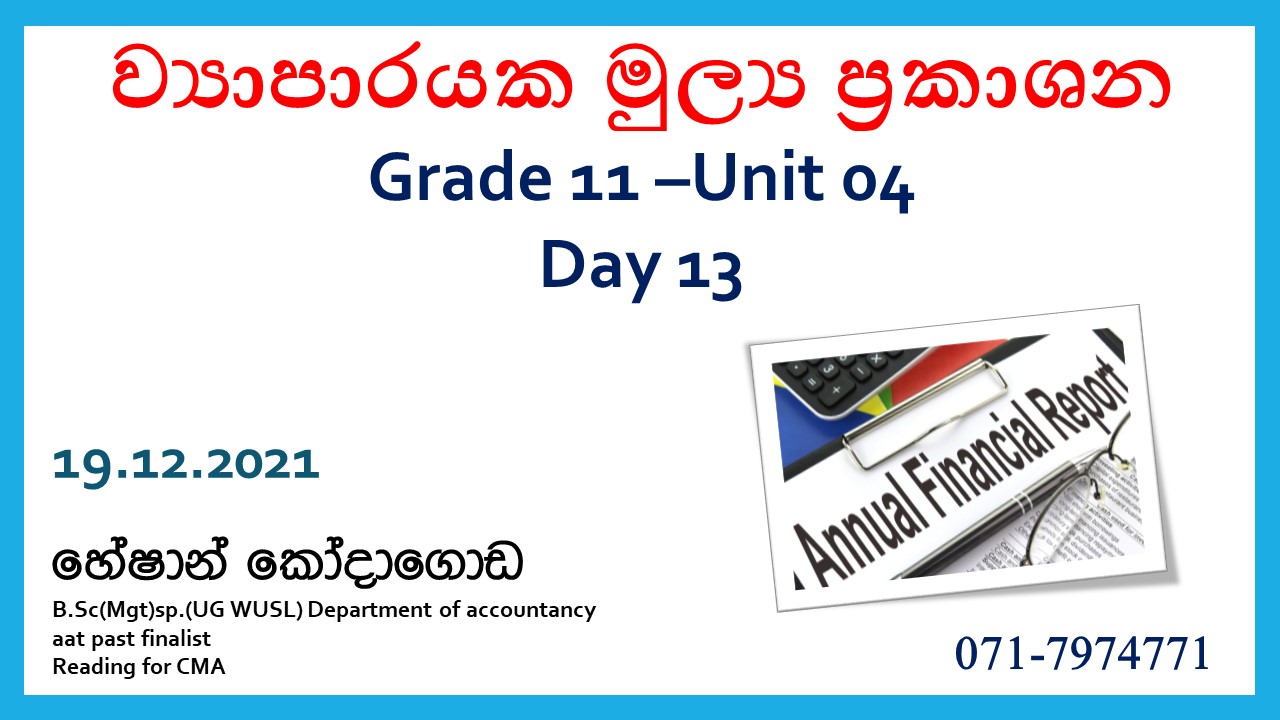 ව්‍යාපාරයක මුල්‍ය ප්‍රකාශන
Grade 11 –Unit 04
Day 13
Annual Financial Report
19.12.2021
හේෂාන් කෝදාගොඩ
B.Sc(Mgt)sp.(UG WUSL) Department of accountancy
aat past finalist
Reading for CMA
071-7974771